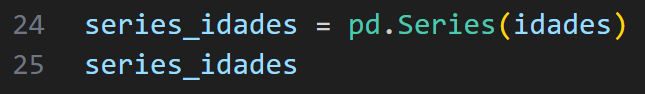 24 series_idades = pd.Series(idades)
25 series_idades